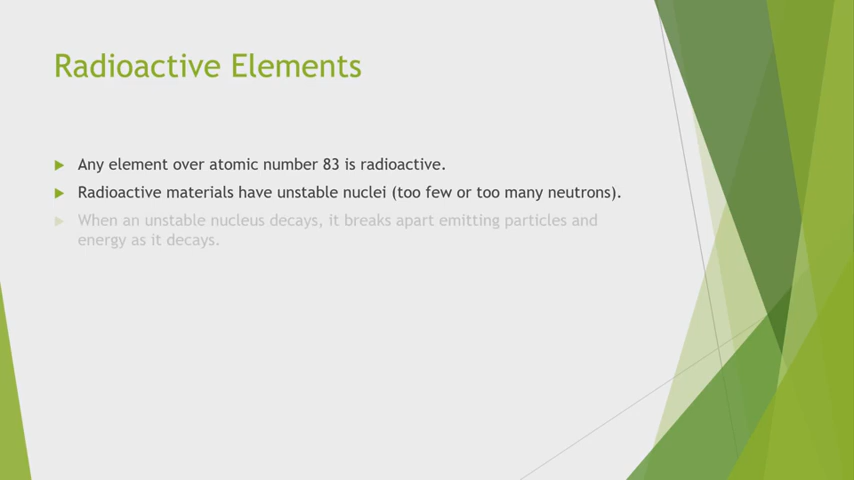 Radioactive Elements
Any element over atomic number 83 is radioactive.
Radioactive materials have unstable nuclei (too few or too many neutrons).
When an unstable nucleus decays, it breaks apart emitting particles and
energy as it decays.